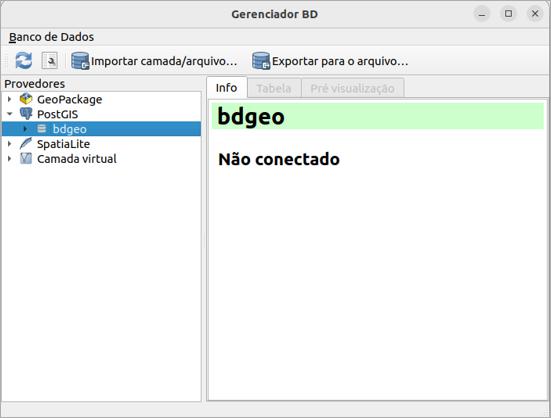 Gerenciador BD
Banco de Dados
Importar camada/arquivo...
Exportar para o arquivo...
Provedores
Info
Tabela
Pré visualização
GeoPackage
PostGIS
bdgeo
SpatiaLite
Camada virtual
bdgeo
Não conectado